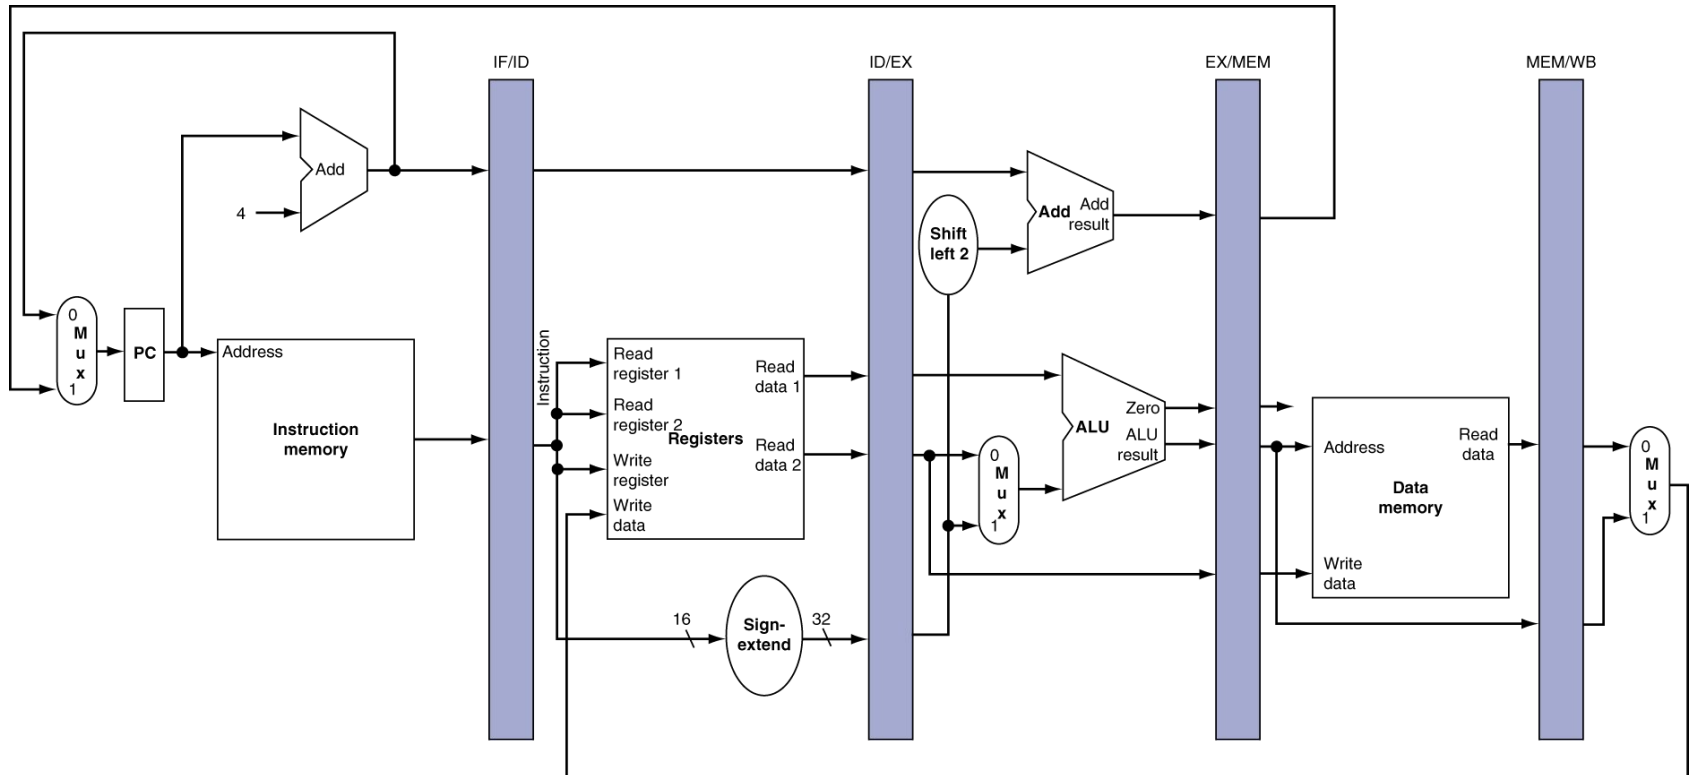 IF/ID
ID/EX
EX/MEM
MEM/WB
Add
4
Add
Add
result
Shift
left 2
0
M
u
x
1
PC
Address
Instruction
memory
Instruction
Read
register 1
Read
register 2
Registers
Write
register
Write
data
Read
data 1
Read
data 2
16
Sign-
extend
32
0
M
u
x
1
Zero
ALU
ALU
result
Address
Read
data
Data
memory
Write
data
0
M
u
x
1